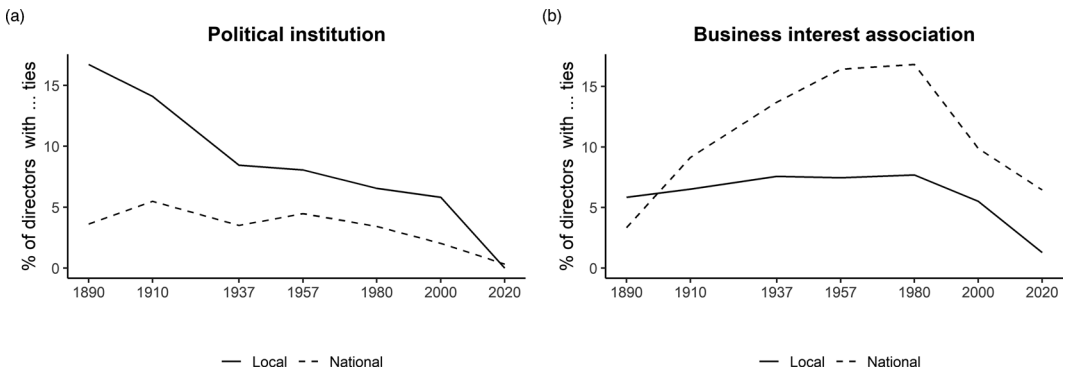 (a)
Political institution
% of directors with ... ties
15
10
5
0
1890 1910 1937 1957 1980 2000 2020
Local National
(b)
Business interest association
% of directors with ... ties
15
10
5
0
1890 1910 1937 1957 1980 2000 2020
Local National